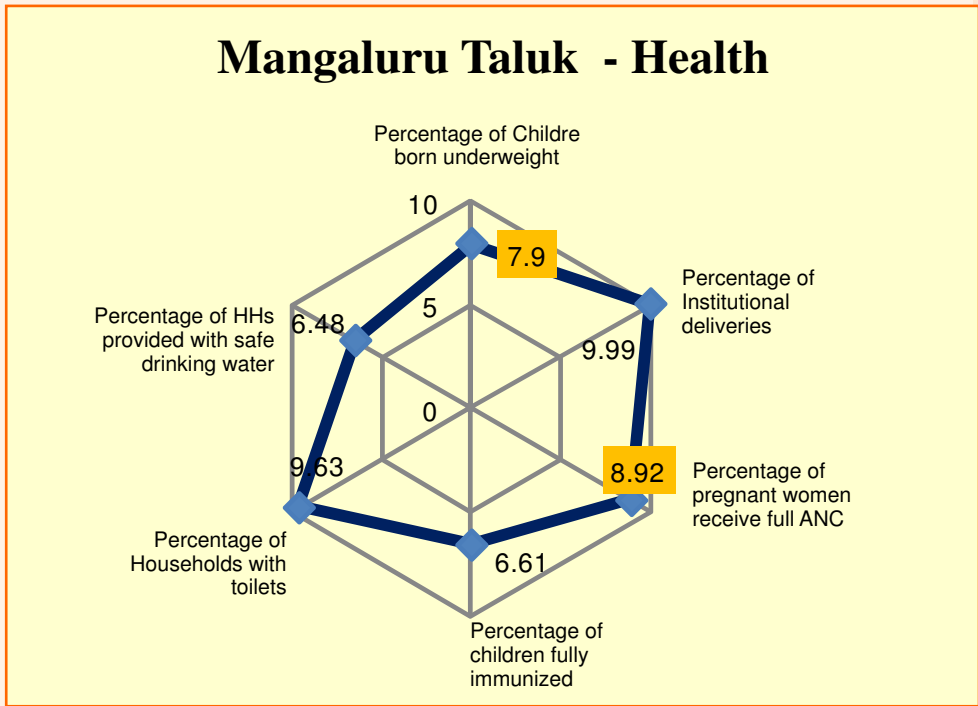 Mangaluru Taluk  - Health
Percentage of Childre
born underweight
10
7.9
Percentage of
Institutional
deliveries
5
Percentage of HHs
provided with safe
drinking water
6.48
9.99
0
9.63
8.92
Percentage of
pregnant women
receive full ANC
Percentage of
Households with
toilets
6.61
Percentage of
children fully
immunized